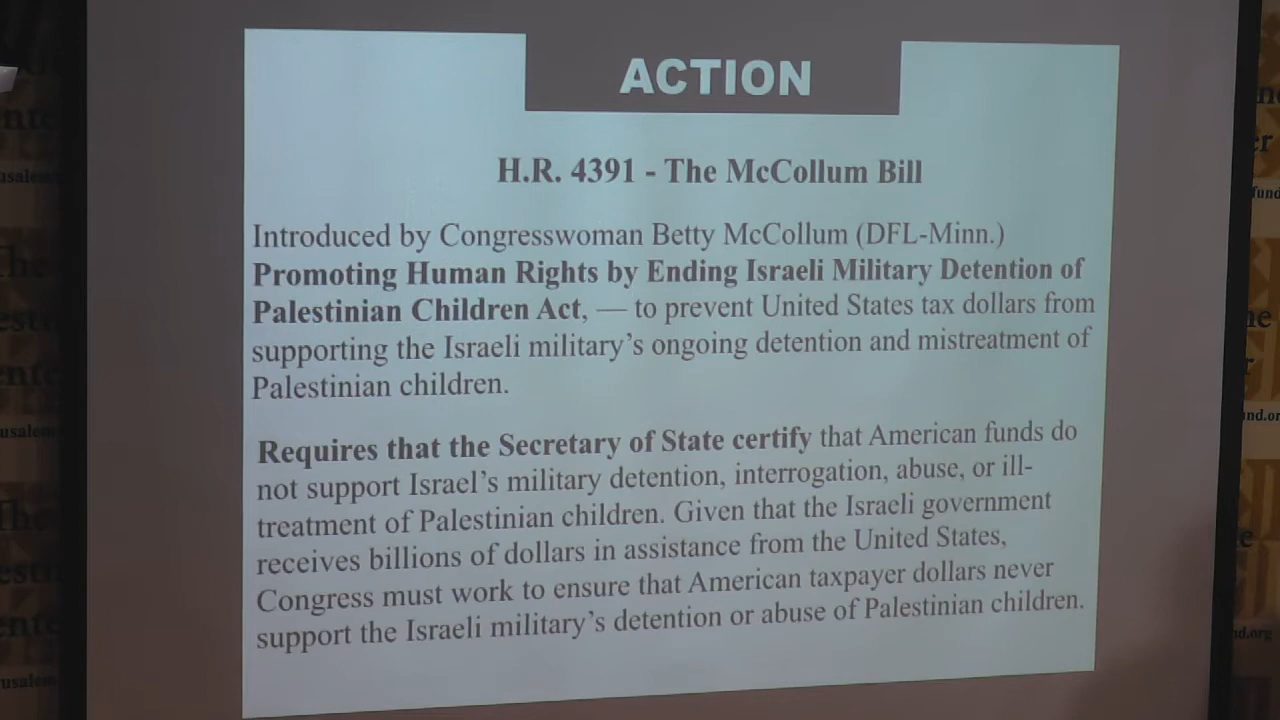 ACTION
H.R. 4391 - The McCollum Bill
Introduced by Congresswoman Betty McCollum (DFL-Minn.)
Promoting Human Rights by Ending Israeli Military Detention of
Palestinian Children Act, — to prevent United States tax dollars from
supporting the Israeli military's ongoing detention and mistreatment of
Palestinian children.
Requires that the Secretary of State certify that American funds do
not support Israel's military detention, interrogation, abuse, or ill-
treatment of Palestinian children. Given that the Israeli government
receives billions of dollars in assistance from the United States,
Congress must work to ensure that American taxpayer dollars never
support the Israeli military's detention or abuse of Palestinian children.
The
The